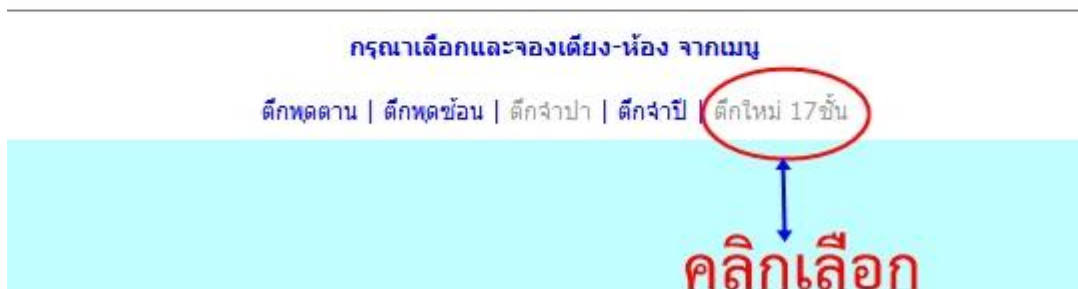 กรุณาเลือกและจองเตียง-ห้อง จากเมนู
ตึกพุดตาน | ตึกพุดซ้อน | ตึกจำปา | ตึกจำปี | ตึกใหม่ 17ชั้น
คลิกเลือก